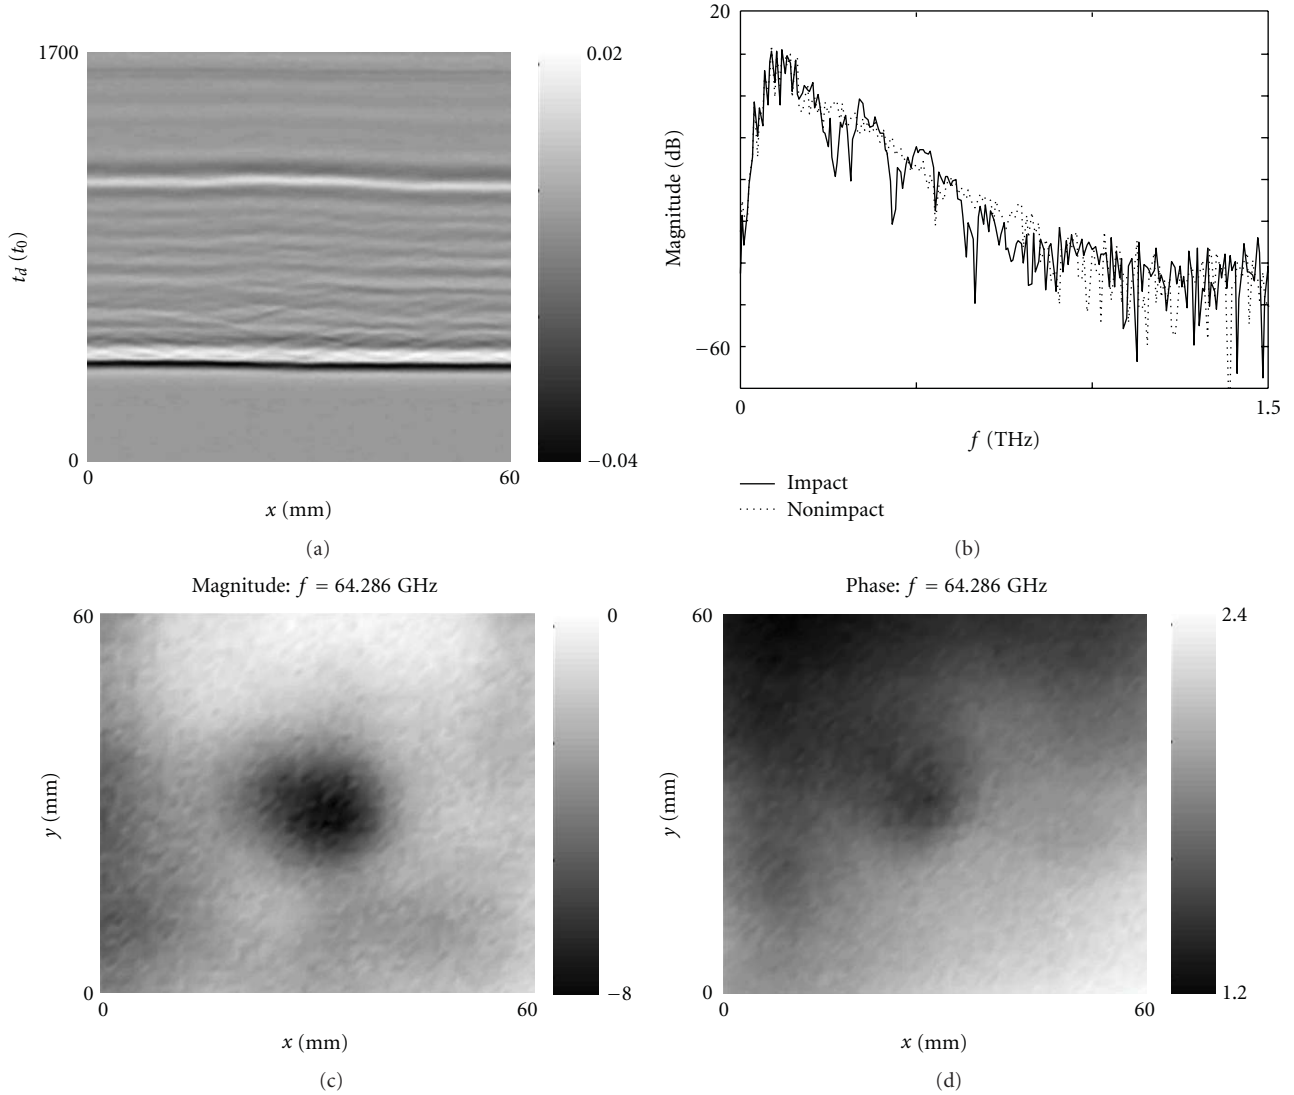 1700
t_d (t_0)
0
0
60
x (mm)
0.02
−0.04
(a)
20
Magnitude (dB)
−60
0
1.5
f (THz)
Impact
Nonimpact
(b)
Magnitude: f = 64.286 GHz
60
y (mm)
0
0
60
x (mm)
0
−8
(c)
Phase: f = 64.286 GHz
60
y (mm)
0
0
60
x (mm)
2.4
1.2
(d)